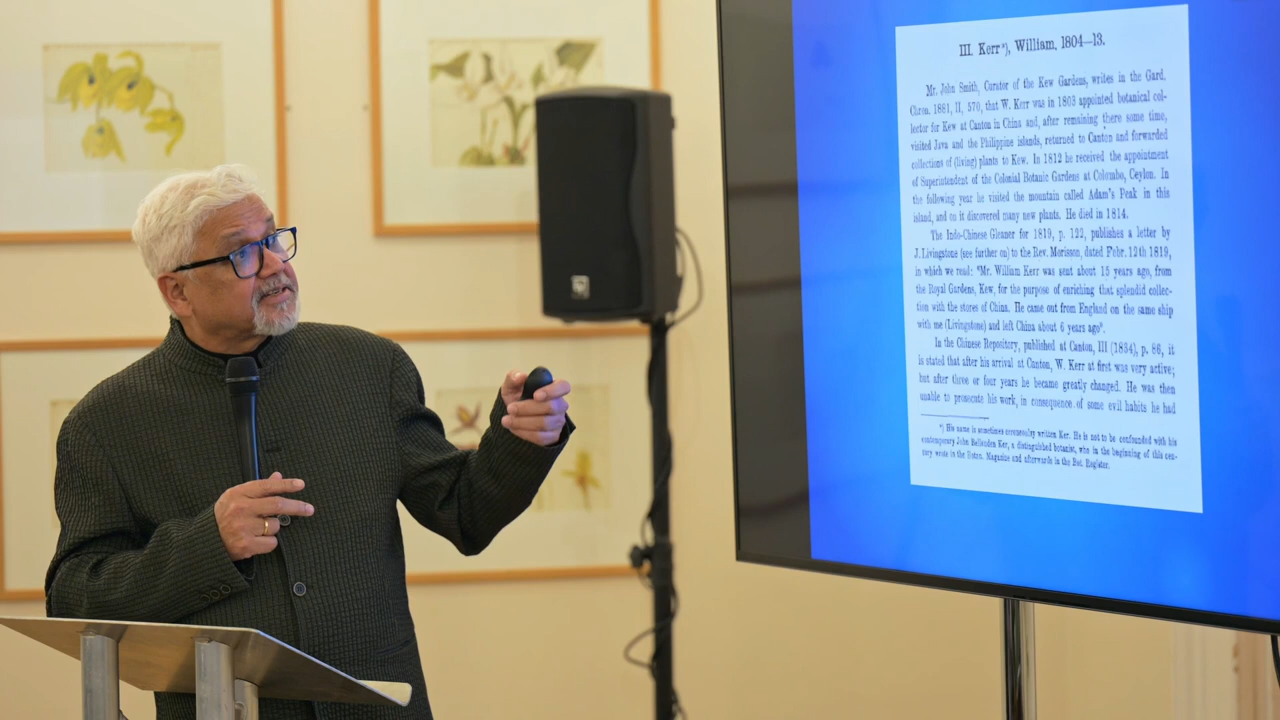 III. Kerr*), William, 1804—13.
Mr. John Smith, Curator of the Kew Gardens, writes in the Gard.
Chron. 1881, II, 570, that W. Kerr was in 1803 appointed botanical col-
lector for Kew at Canton in China and, after remaining there some time,
visited Java and the Philippine islands, returned to Canton and forwarded
collections of (living) plants to Kew. In 1812 he received the appointment
of Superintendent of the Colonial Botanic Gardens at Colombo, Ceylon. In
the following year he visited the mountain called Adam's Peak in this
island, and on it discovered many new plants. He died in 1814.
The Indo-Chinese Gleaner for 1819, p. 122, publishes a letter by
J. Livingstone (see further on) to the Rev. Morisson, dated Febr. 12th 1819,
in which we read: "Mr. William Kerr was sent about 15 years ago, from
the Royal Gardens, Kew, for the purpose of enriching that splendid collec-
tion with the stores of China. He came out from England on the same ship
with me (Livingstone) and left China about 6 years ago".
In the Chinese Repository, published at Canton, III (1834), p. 86, it
is stated that after his arrival at Canton, W. Kerr at first was very active;
but after three or four years he became greatly changed. He was then
unable to prosecute his work, in consequence of some evil habits he had
*) His name is sometimes erroneously written Ker. He is not to be confounded with his
contemporary John Bellenden Ker, a distinguished botanist, who in the beginning of this cen-
tury wrote in the Botan. Magazine and afterwards in the Bot. Register.